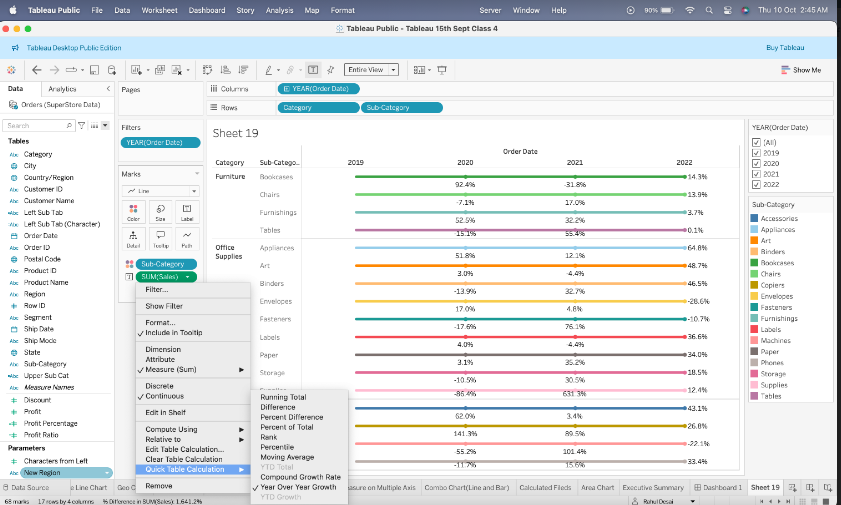 Tableau Public File Data Worksheet Dashboard Story Analysis Map Format Server Window Help 90% Thu 10 Oct 2:45 AM
Tableau Public - Tableau 15th Sept Class 4
Tableau Desktop Public Edition Buy Tableau
Entire View Show Me
Data Analytics Pages Columns YEAR(Order Date)
Orders (SuperStore Data) Rows Category Sub-Category
Search
Tables
Abc Category
City
Country/Region
Abc Customer ID
Abc Customer Name
Abc Left Sub Tab
Abc Left Sub Tab (Character)
Order Date
Abc Order ID
Postal Code
Abc Product ID
Abc Product Name
Abc Region
Row ID
Abc Segment
Ship Date
Abc Ship Mode
State
Abc Sub-Category
Abc Upper Sub Cat
Abc Measure Names
Discount
Profit
Profit Percentage
Profit Ratio
Parameters
Characters from Left
Abc New Region
Filters
YEAR(Order Date)
Marks
Line
Color Size Label
Detail Tooltip Path
Sub-Category
SUM(Sales)
Filter...
Show Filter
Format...
Include in Tooltip
Dimension
Attribute
Measure (Sum)
Discrete
Continuous
Edit in Shelf
Compute Using
Relative to
Edit Table Calculation...
Clear Table Calculation
Quick Table Calculation
Remove
Running Total
Difference
Percent Difference
Percent of Total
Rank
Percentile
Moving Average
YTD Total
Compound Growth Rate
Year Over Year Growth
YTD Growth
Sheet 19
Order Date
Category Sub-Catego.. 2019 2020 2021 2022
Furniture Bookcases 14.3%
92.4% -31.8%
Chairs 13.9%
-7.1% 17.0%
Furnishings 3.7%
52.5% 32.2%
Tables 0.1%
-15.1% 55.4%
Office Supplies Appliances 64.8%
51.8% 12.1%
Art 48.7%
3.0% -4.4%
Binders 46.5%
-13.9% 32.7%
Envelopes -28.6%
17.0% 4.6%
Fasteners -10.7%
-17.6% 76.1%
Labels 36.6%
4.0% -4.4%
Paper 34.0%
3.1% 35.2%
Storage 18.5%
-10.5% 30.5%
12.4%
-86.4% 631.3%
43.1%
62.0% 3.4%
26.8%
141.3% 89.5%
-22.1%
-55.2% 101.4%
33.4%
-11.7% 15.6%
YEAR(Order Date)
(All)
2019
2020
2021
2022
Sub-Category
Accessories
Appliances
Art
Binders
Bookcases
Chairs
Copiers
Envelopes
Fasteners
Furnishings
Labels
Machines
Paper
Phones
Storage
Supplies
Tables
Data Source e Line Chart Geo C easure on Multiple Axis Combo Chart(Line and Bar) Calculated Fileds Area Chart Executive Summary Dashboard 1 Sheet 19
68 marks 17 rows by 4 columns % Difference in SUM(Sales): 1,641.2% Rahul Desai